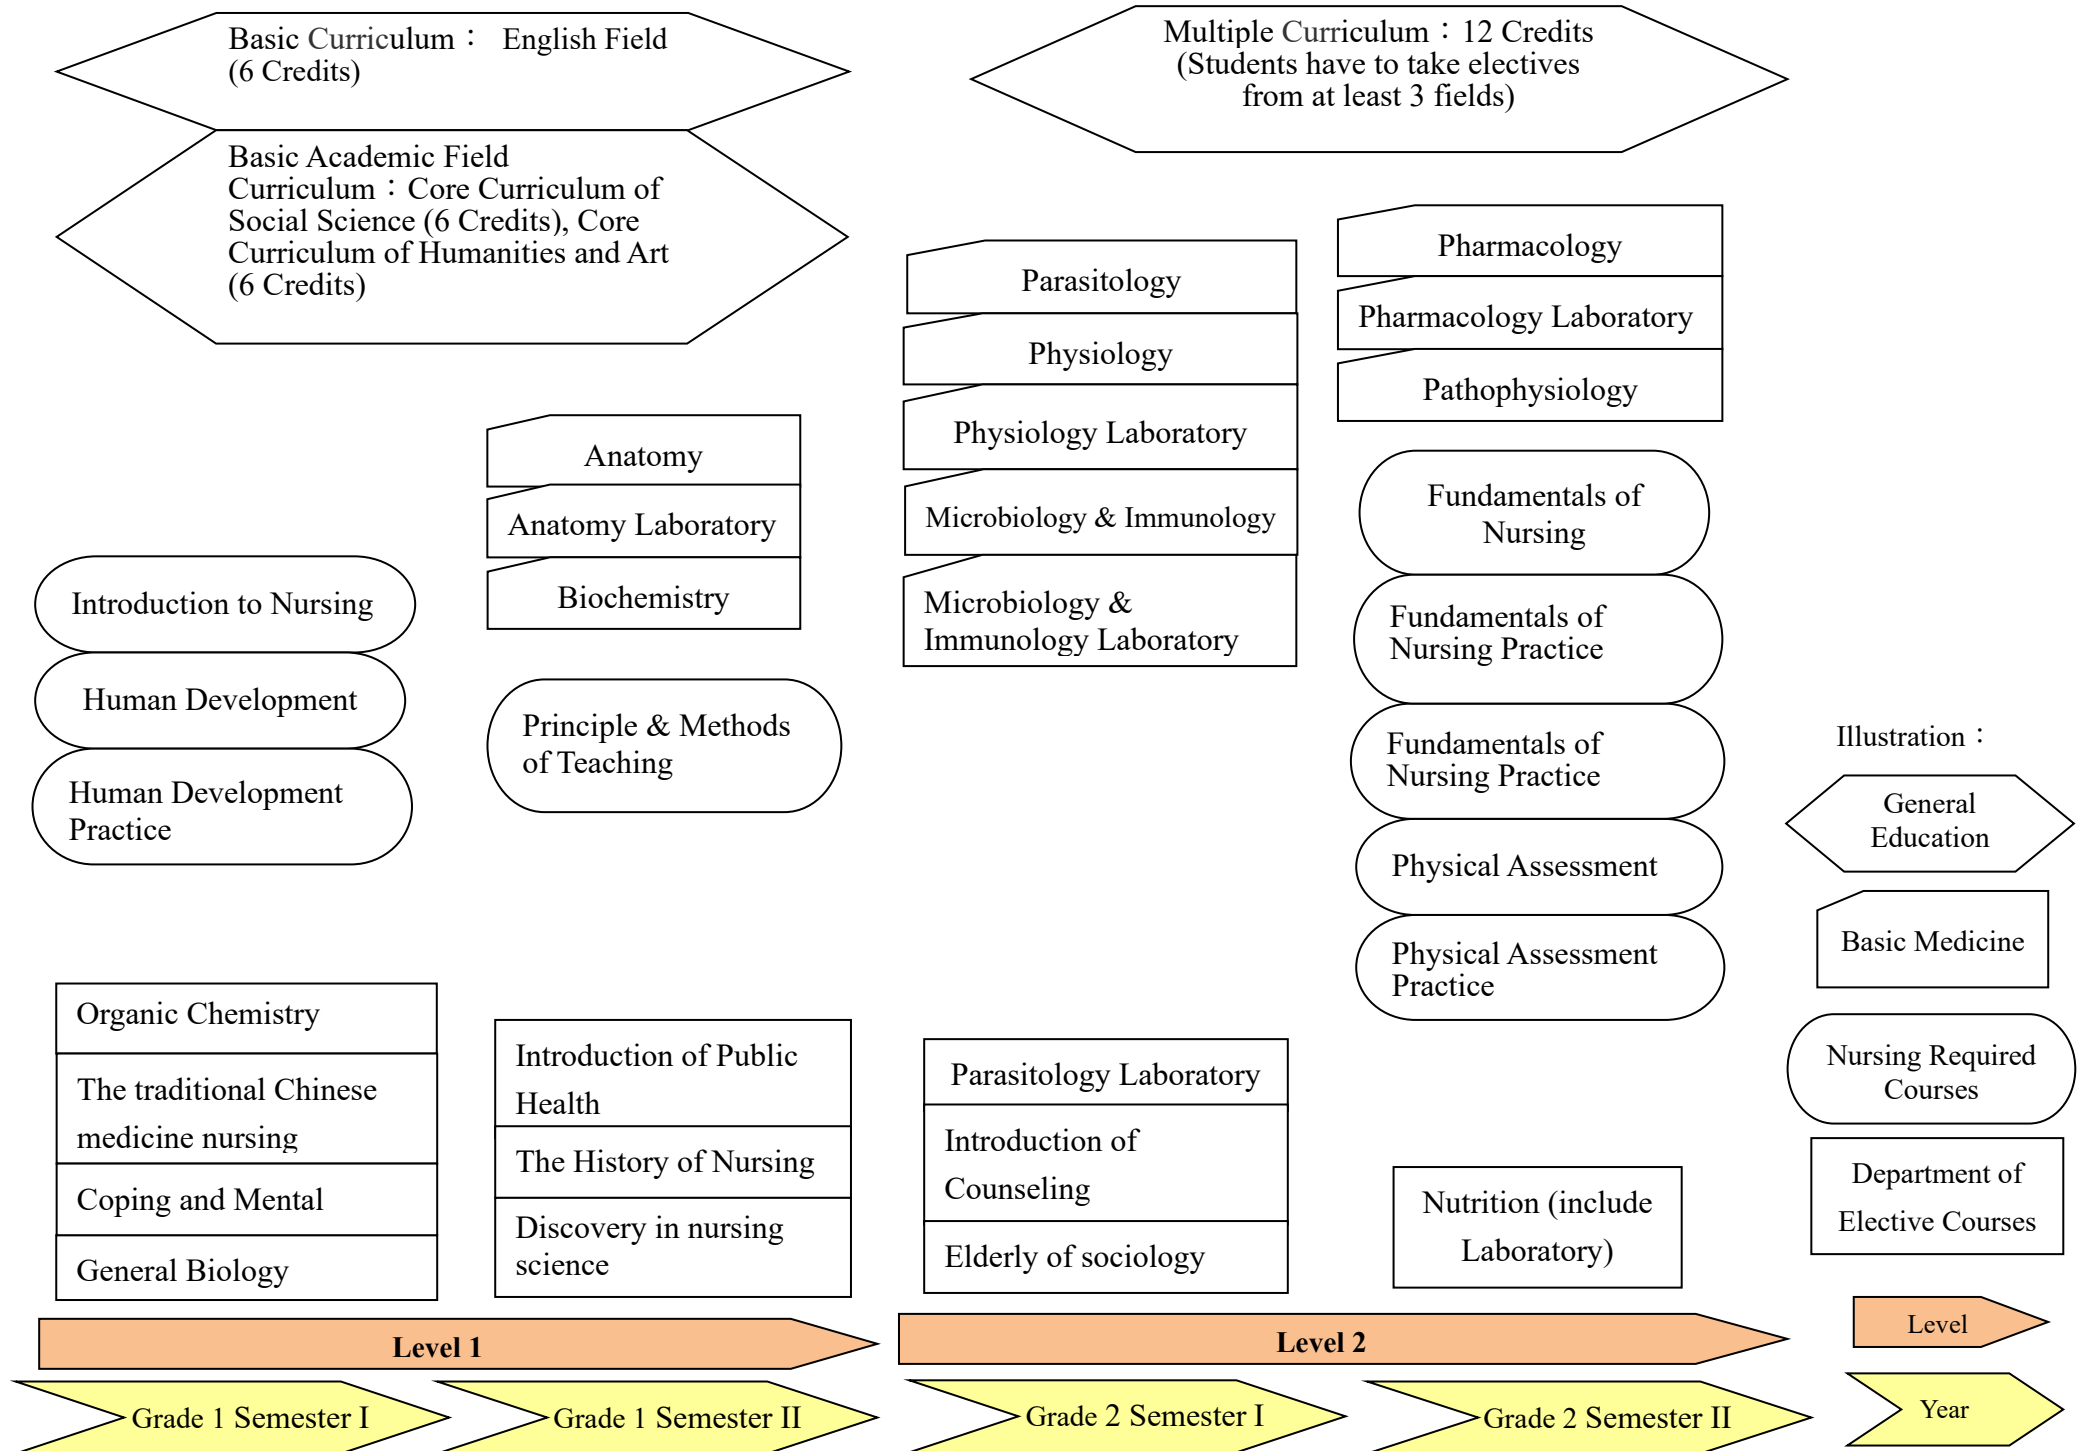 Basic Curriculum： English Field
(6 Credits)
Basic Academic Field
Curriculum：Core Curriculum of
Social Science (6 Credits), Core
Curriculum of Humanities and Art
(6 Credits)
Multiple Curriculum：12 Credits
(Students have to take electives
from at least 3 fields)
Introduction to Nursing
Human Development
Human Development
Practice
Organic Chemistry
The traditional Chinese
medicine nursing
Coping and Mental
General Biology
Anatomy
Anatomy Laboratory
Biochemistry
Principle & Methods
of Teaching
Introduction of Public
Health
The History of Nursing
Discovery in nursing
science
Parasitology
Physiology
Physiology Laboratory
Microbiology & Immunology
Microbiology &
Immunology Laboratory
Parasitology Laboratory
Introduction of
Counseling
Elderly of sociology
Pharmacology
Pharmacology Laboratory
Pathophysiology
Fundamentals of
Nursing
Fundamentals of
Nursing Practice
Fundamentals of
Nursing Practice
Physical Assessment
Physical Assessment
Practice
Nutrition (include
Laboratory)
Illustration：
General
Education
Basic Medicine
Nursing Required
Courses
Department of
Elective Courses
Level
Year
Level 1
Level 2
Grade 1 Semester I
Grade 1 Semester II
Grade 2 Semester I
Grade 2 Semester II